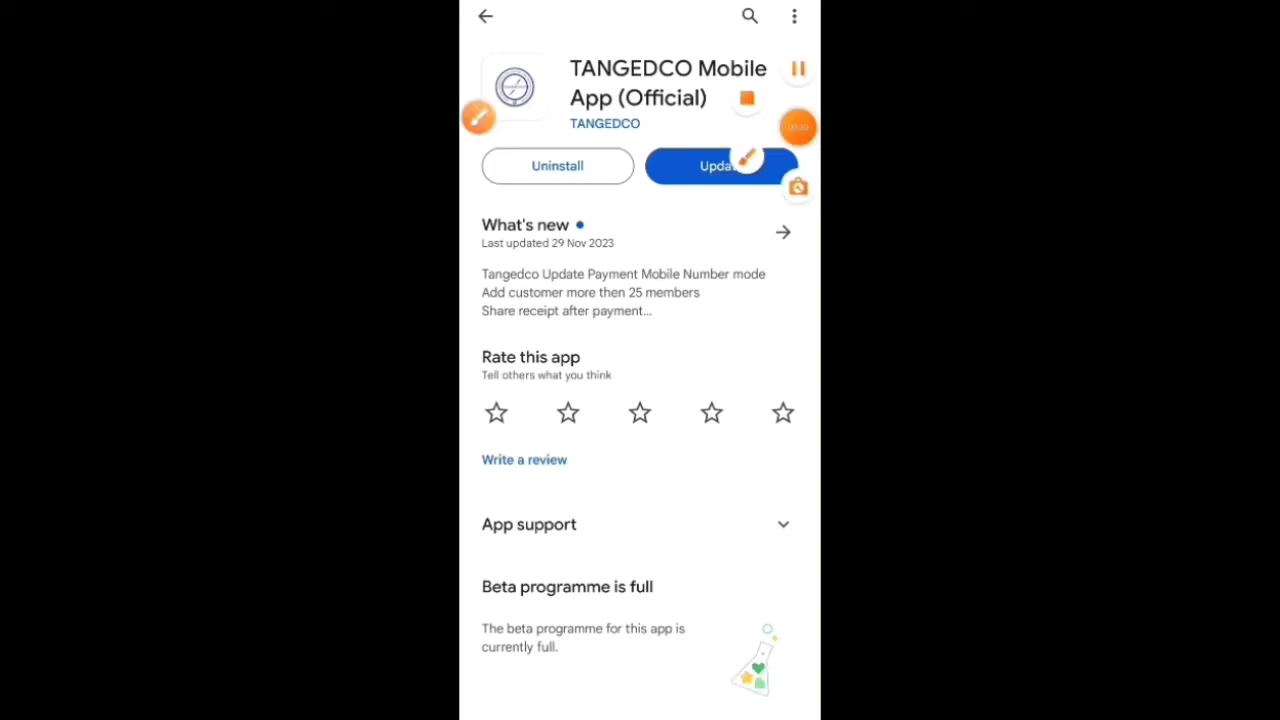 TANGEDCO Mobile
App (Official)
TANGEDCO
Uninstall
What's new
Last updated 29 Nov 2023
Tangedco Update Payment Mobile Number mode
Add customer more then 25 members
Share receipt after payment...
Rate this app
Tell others what you think
Write a review
App support
Beta programme is full
The beta programme for this app is
currently full.